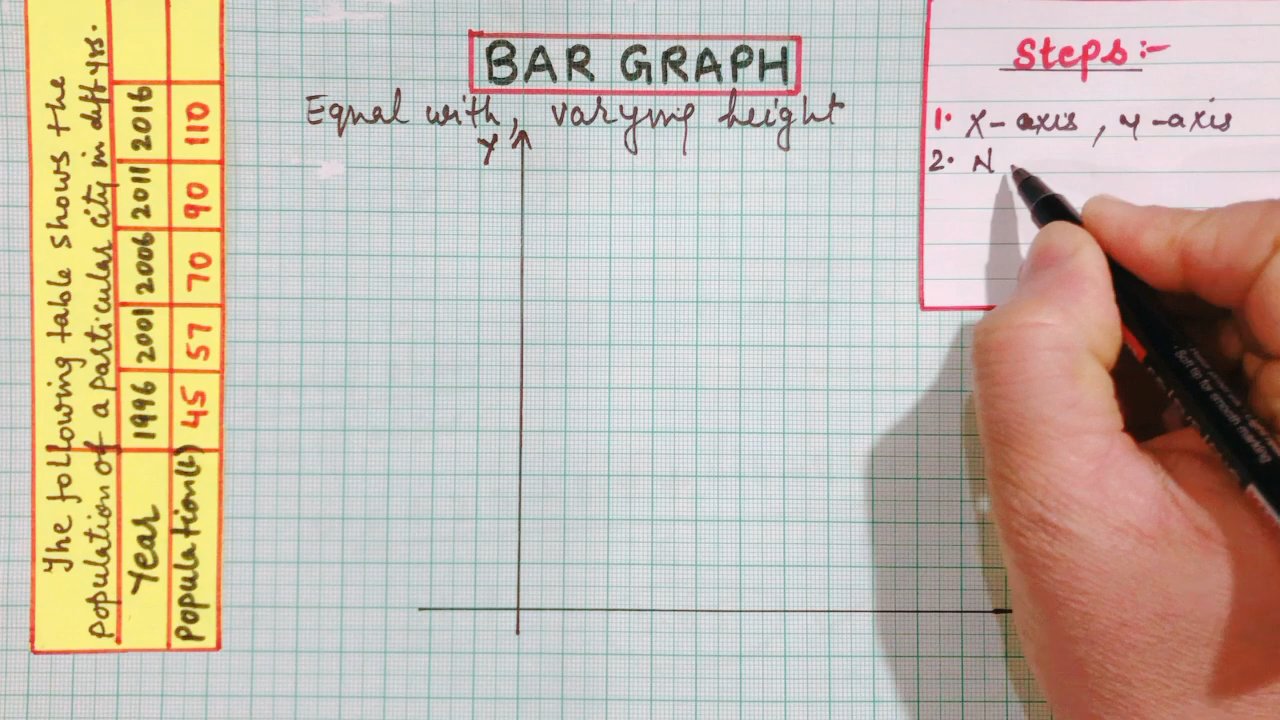 BAR GRAPH
Equal with, varying height
Y
Steps:-
1. X-axis, y-axis
2. N
The following table shows the
population of a particular city in diff yrs.
Year 1996 2001 2006 2011 2016
Population(L) 45 57 70 90 110